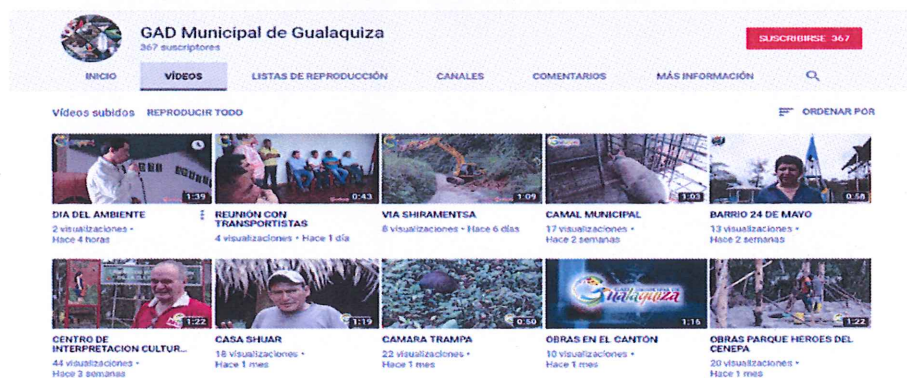 GAD Municipal de Gualaquiza
367 suscriptores
SUSCRIBIRSE 367
INICIO VÍDEOS LISTAS DE REPRODUCCIÓN CANALES COMENTARIOS MÁS INFORMACIÓN
Vídeos subidos REPRODUCIR TODO ORDENAR POR
1:39 0:43 1:09 1:03 0:58
DIA DEL AMBIENTE
2 visualizaciones •
Hace 4 horas
REUNIÓN CON
TRANSPORTISTAS
4 visualizaciones • Hace 1 día
VIA SHIRAMENTSA
8 visualizaciones • Hace 6 días
CAMAL MUNICIPAL
17 visualizaciones •
Hace 2 semanas
BARRIO 24 DE MAYO
13 visualizaciones •
Hace 2 semanas
GAD MUNICIPAL DE
Gualaquiza
1:22 1:19 0:50 1:16 1:22
CENTRO DE
INTERPRETACION CULTUR...
44 visualizaciones •
Hace 3 semanas
CASA SHUAR
18 visualizaciones •
Hace 1 mes
CAMARA TRAMPA
22 visualizaciones •
Hace 1 mes
OBRAS EN EL CANTÓN
10 visualizaciones •
Hace 1 mes
OBRAS PARQUE HEROES DEL
CENEPA
20 visualizaciones •
Hace 1 mes